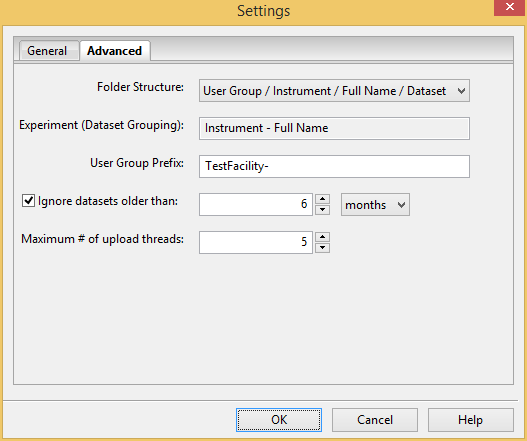 Settings
General Advanced
Folder Structure: User Group / Instrument / Full Name / Dataset
Experiment (Dataset Grouping): Instrument - Full Name
User Group Prefix: TestFacility-
Ignore datasets older than: 6 months
Maximum # of upload threads: 5
OK Cancel Help